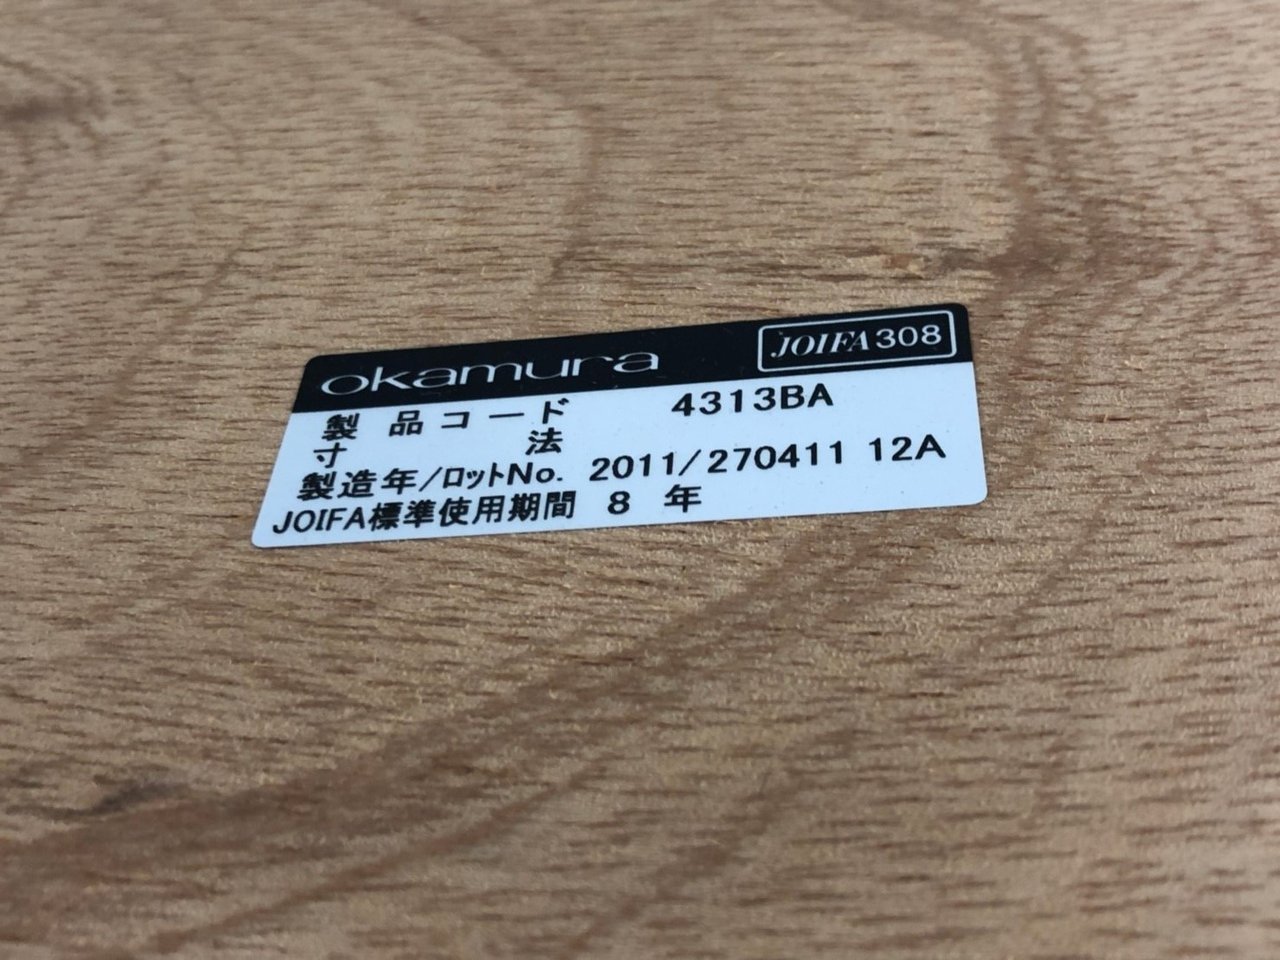 okamura JOIFA308
製品コード 4313BA
寸法
製造年/ロットNo. 2011/270411 12A
JOIFA標準使用期間 8 年